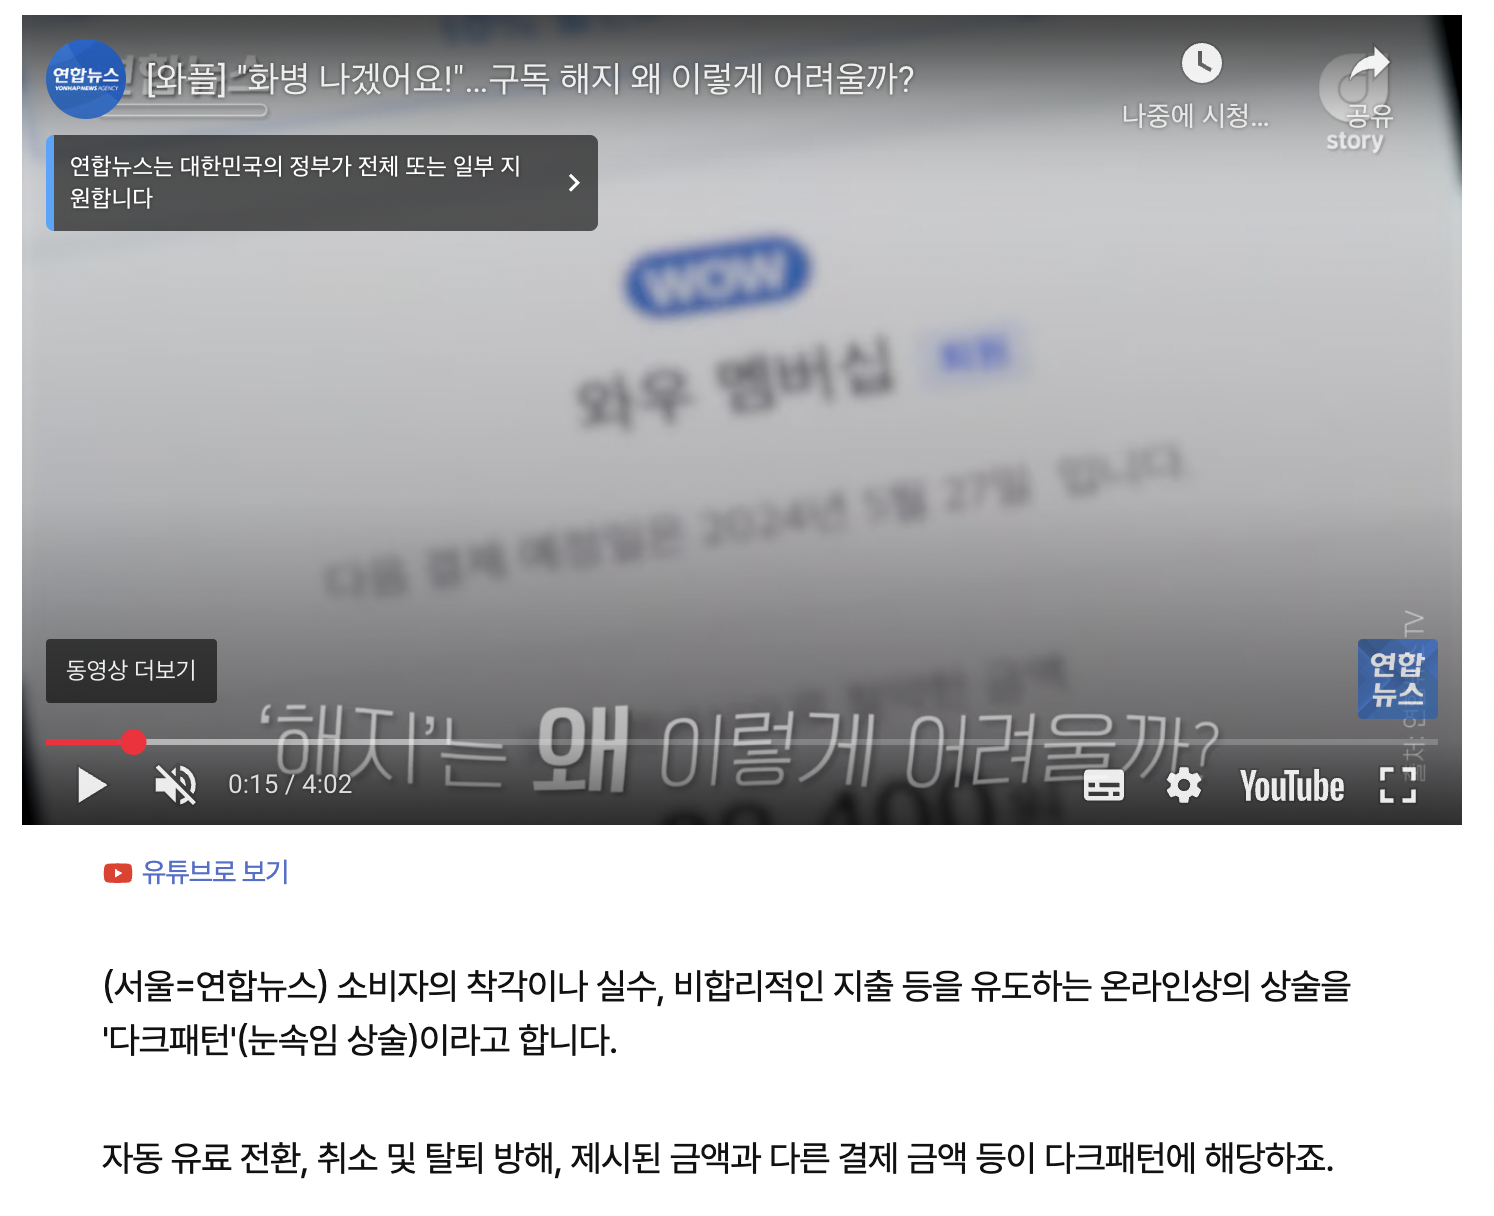 연합뉴스
YONHAP NEWS AGENCY
[와플] "화병 나겠어요!"...구독 해지 왜 이렇게 어려울까?
나중에 시청...
공유
story
연합뉴스는 대한민국의 정부가 전체 또는 일부 지
원합니다
WOW
와우 멤버십
다음 결제 예정일은 2024년 5월 27일 입니다.
동영상 더보기
연합
뉴스
'해지'는 왜 이렇게 어려울까?
0:15 / 4:02
YouTube
유튜브로 보기
(서울=연합뉴스) 소비자의 착각이나 실수, 비합리적인 지출 등을 유도하는 온라인상의 상술을
'다크패턴'(눈속임 상술)이라고 합니다.
자동 유료 전환, 취소 및 탈퇴 방해, 제시된 금액과 다른 결제 금액 등이 다크패턴에 해당하죠.